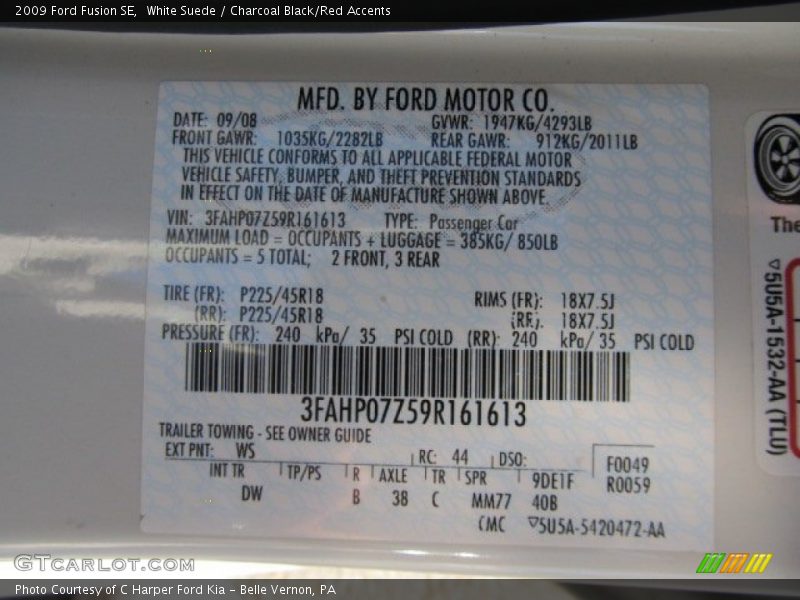 2009 Ford Fusion SE,  White Suede / Charcoal Black/Red Accents
MFD. BY FORD MOTOR CO.
DATE: 09/08 GVWR: 1947KG/4293LB
FRONT GAWR: 1035KG/2282LB REAR GAWR: 912KG/2011LB
THIS VEHICLE CONFORMS TO ALL APPLICABLE FEDERAL MOTOR
VEHICLE SAFETY, BUMPER, AND THEFT PREVENTION STANDARDS
IN EFFECT ON THE DATE OF MANUFACTURE SHOWN ABOVE.
VIN: 3FAHP07Z59R161613 TYPE: Passenger Car
MAXIMUM LOAD = OCCUPANTS + LUGGAGE = 385KG/ 850LB
OCCUPANTS = 5 TOTAL; 2 FRONT, 3 REAR
TIRE (FR): P225/45R18 RIMS (FR): 18X7.5J
(RR): P225/45R18 (RR): 18X7.5J
PRESSURE (FR): 240 kPa/ 35 PSI COLD (RR): 240 kPa/ 35 PSI COLD
3FAHP07Z59R161613
TRAILER TOWING - SEE OWNER GUIDE
EXT PNT: WS RC: 44 DSO: F0049
INT TR TP/PS R AXLE TR SPR 9DE1F R0059
DW B 38 C MM77 40B
CMC ▽5U5A-5420472-AA
The
▽5U5A-1532-AA (TLU)
GTCARLOT.COM
Photo Courtesy of C Harper Ford Kia – Belle Vernon, PA